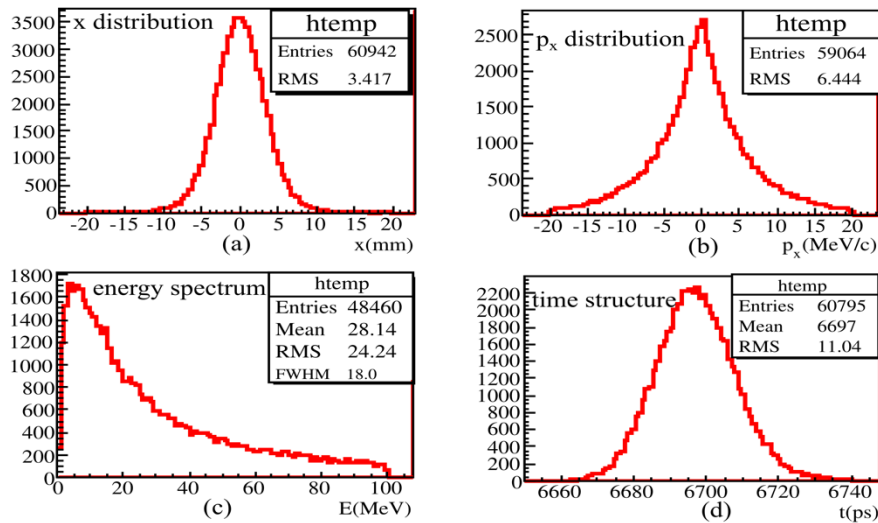 x distribution
htemp
Entries 60942
RMS 3.417
3500
3000
2500
2000
1500
1000
500
0
-20 -15 -10 -5 0 5 10 15 20
(a) x(mm)
px distribution
htemp
Entries 59064
RMS 6.444
2500
2000
1500
1000
500
0
-20 -15 -10 -5 0 5 10 15 20
(b) px(MeV/c)
energy spectrum
htemp
Entries 48460
Mean 28.14
RMS 24.24
FWHM 18.0
1800
1600
1400
1200
1000
800
600
400
200
0
0 20 40 60 80 100
(c) E(MeV)
time structure
htemp
Entries 60795
Mean 6697
RMS 11.04
2200
2000
1800
1600
1400
1200
1000
800
600
400
200
0
6660 6680 6700 6720 6740
(d) t(ps)